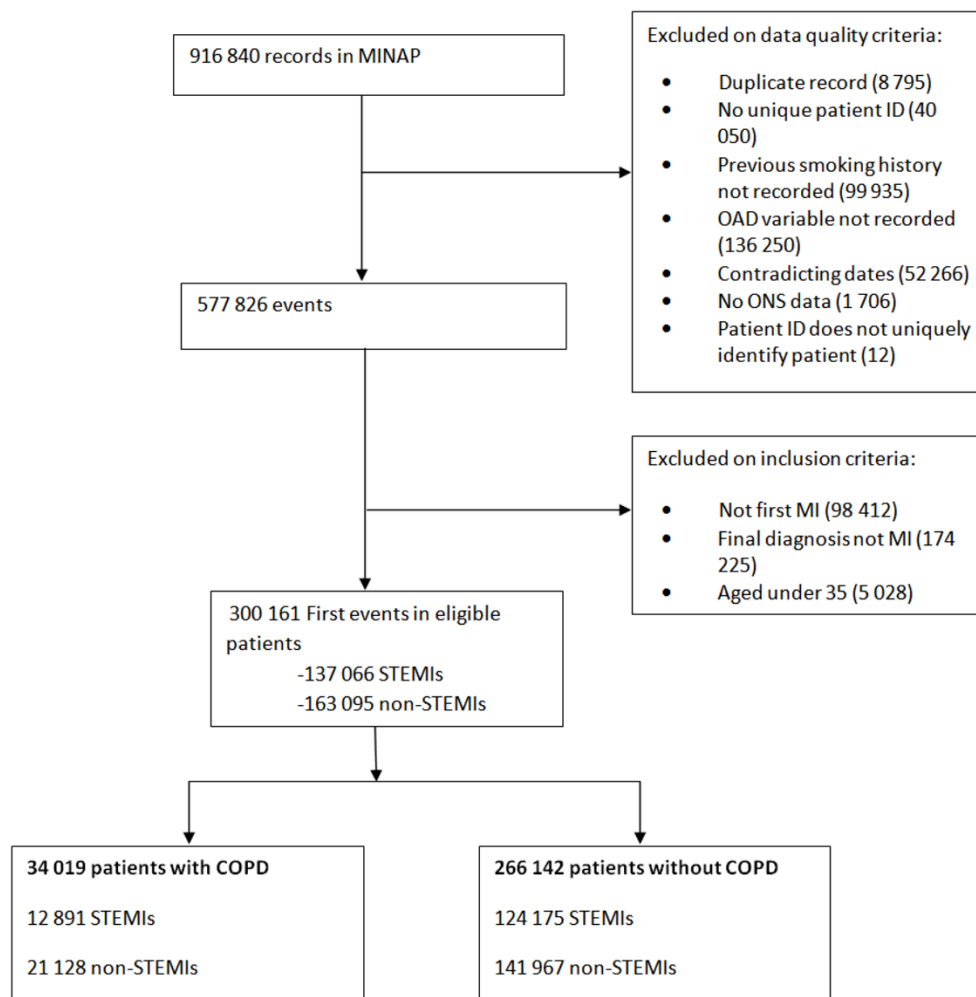 916 840 records in MINAP
Excluded on data quality criteria:
• Duplicate record (8 795)
• No unique patient ID (40
050)
• Previous smoking history
not recorded (99 935)
• OAD variable not recorded
(136 250)
• Contradicting dates (52 266)
• No ONS data (1 706)
• Patient ID does not uniquely
identify patient (12)
577 826 events
Excluded on inclusion criteria:
• Not first MI (98 412)
• Final diagnosis not MI (174
225)
• Aged under 35 (5 028)
300 161 First events in eligible
patients
-137 066 STEMIs
-163 095 non-STEMIs
34 019 patients with COPD
12 891 STEMIs
21 128 non-STEMIs
266 142 patients without COPD
124 175 STEMIs
141 967 non-STEMIs